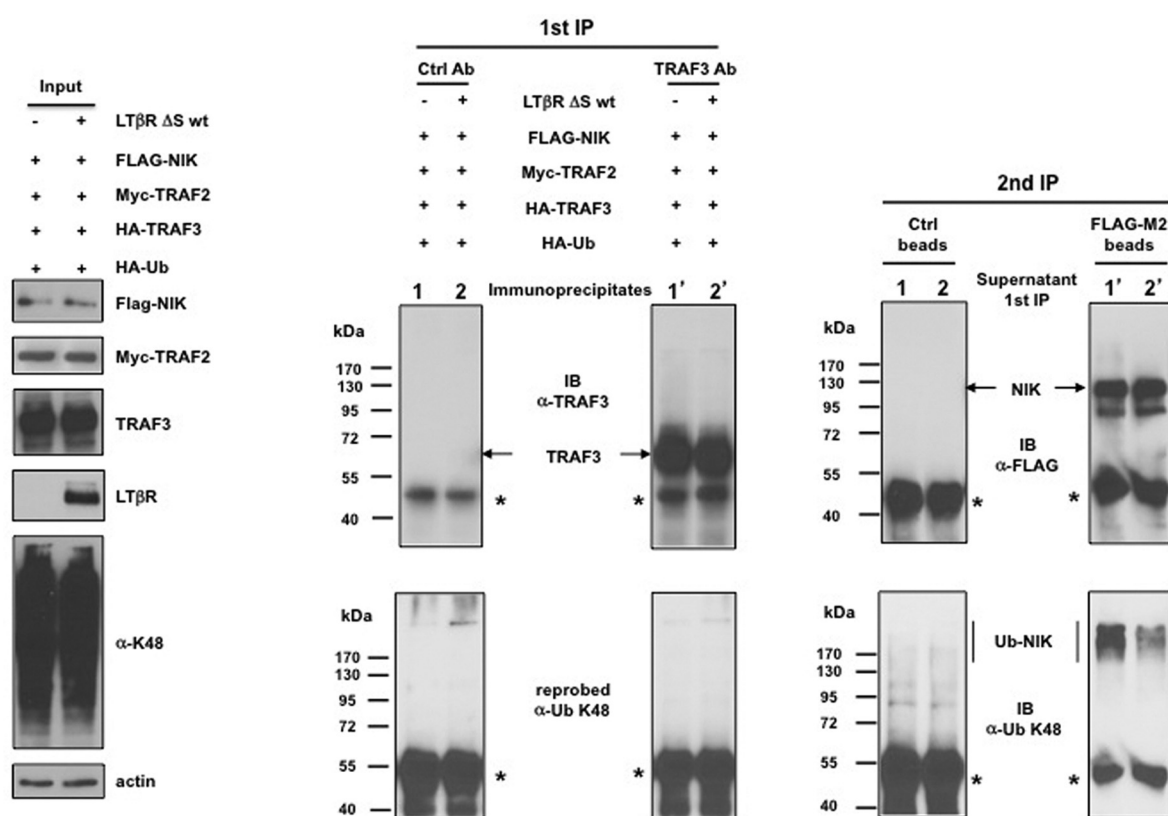 Input
- + LTβR ΔS wt
+ + FLAG-NIK
+ + Myc-TRAF2
+ + HA-TRAF3
+ + HA-Ub
Flag-NIK
Myc-TRAF2
TRAF3
LTβR
α-K48
actin
1st IP
Ctrl Ab TRAF3 Ab
- + LTβR ΔS wt - +
+ + FLAG-NIK + +
+ + Myc-TRAF2 + +
+ + HA-TRAF3 + +
+ + HA-Ub + +
1 2 Immunoprecipitates 1' 2'
kDa
170
130
95
72
55
40
IB
α-TRAF3
TRAF3
* *
kDa
170
130
95
72
55
40
reprobed
α-Ub K48
* *
2nd IP
Ctrl
beads
FLAG-M2
beads
1 2 Supernatant 1' 2'
1st IP
kDa
170
130
95
72
55
40
NIK
IB
α-FLAG
* *
kDa
170
130
95
72
55
40
Ub-NIK
IB
α-Ub K48
* *